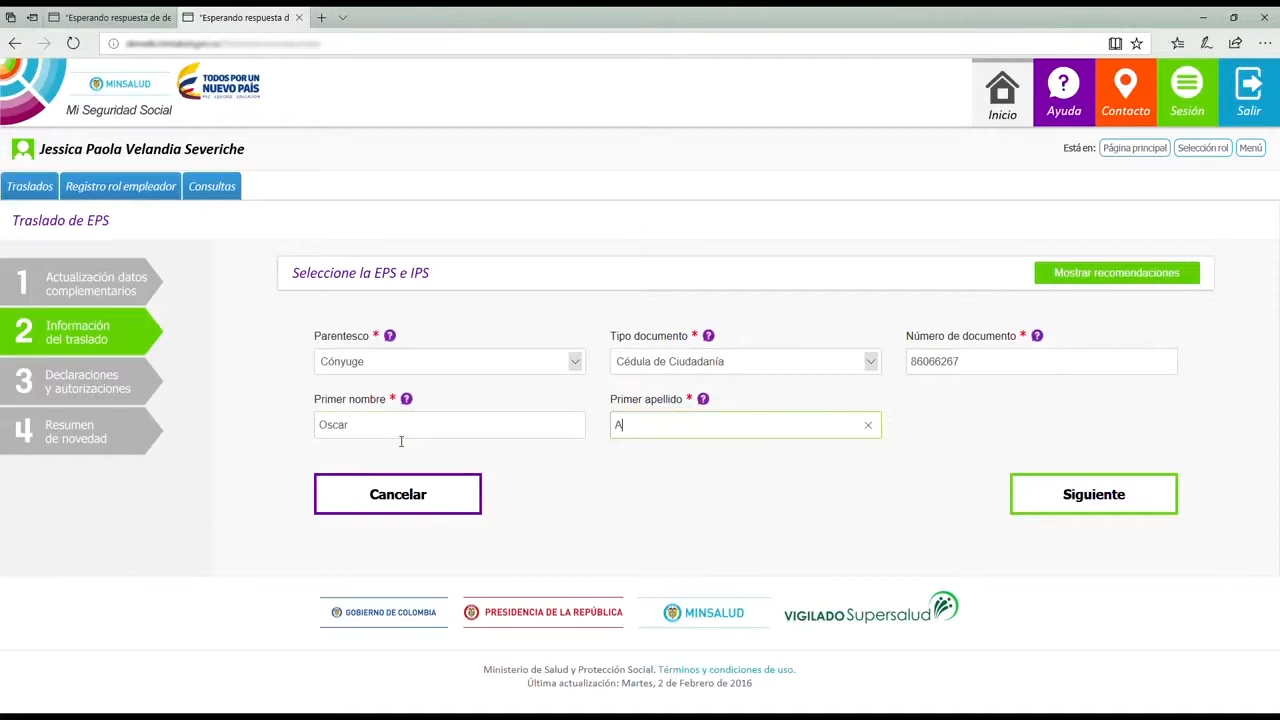 "Esperando respuesta d
"Esperando respuesta d
MINSALUD
TODOS POR UN
NUEVO PAÍS
PAZ EQUIDAD EDUCACIÓN
Mi Seguridad Social
Inicio
Ayuda
Contacto
Sesión
Salir
Jessica Paola Velandia Severiche
Está en: Página principal Selección rol Menú
Traslados Registro rol empleador Consultas
Traslado de EPS
1 Actualización datos
complementarios
2 Información
del traslado
3 Declaraciones
y autorizaciones
4 Resumen
de novedad
Seleccione la EPS e IPS
Mostrar recomendaciones
Parentesco * ?
Tipo documento * ?
Número de documento * ?
Cónyuge
Cédula de Ciudadanía
86066267
Primer nombre * ?
Primer apellido * ?
Oscar
A
Cancelar
Siguiente
GOBIERNO DE COLOMBIA
PRESIDENCIA DE LA REPÚBLICA
MINSALUD
VIGILADO Supersalud
Ministerio de Salud y Protección Social. Términos y condiciones de uso.
Última actualización: Martes, 2 de Febrero de 2016